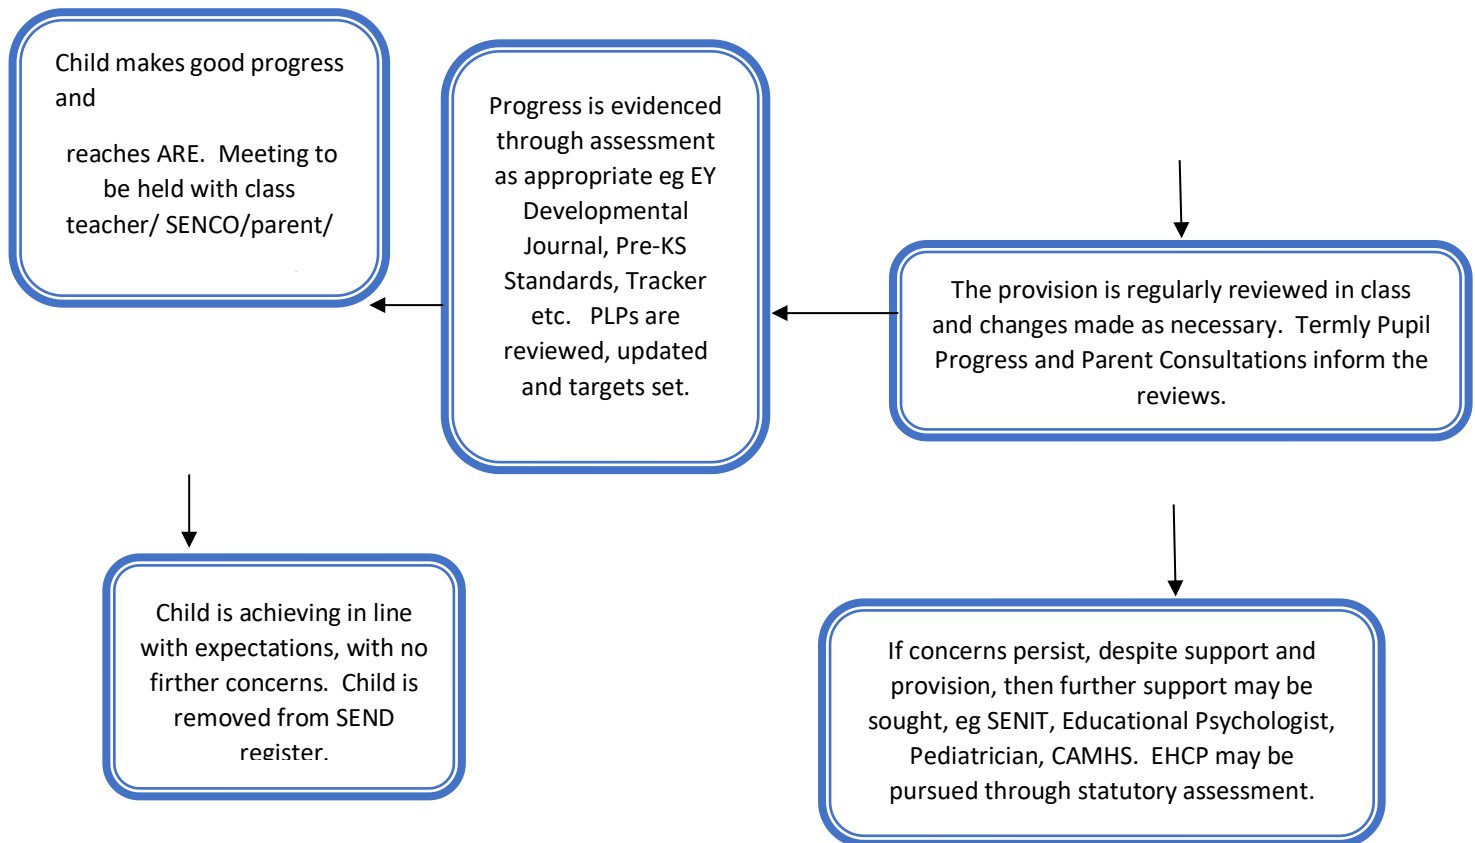 Child makes good progress
and
reaches ARE.  Meeting to
be held with class
teacher/ SENCO/parent/
Progress is evidenced
through assessment
as appropriate eg EY
Developmental
Journal, Pre-KS
Standards, Tracker
etc.   PLPs are
reviewed, updated
and targets set.
The provision is regularly reviewed in class
and changes made as necessary.  Termly Pupil
Progress and Parent Consultations inform the
reviews.
Child is achieving in line
with expectations, with no
firther concerns.  Child is
removed from SEND
register.
If concerns persist, despite support and
provision, then further support may be
sought, eg SENIT, Educational Psychologist,
Pediatrician, CAMHS.  EHCP may be
pursued through statutory assessment.